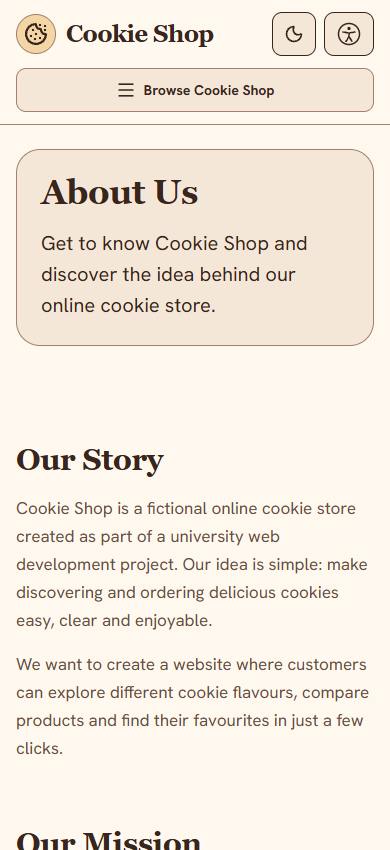 Cookie Shop
Browse Cookie Shop
About Us
Get to know Cookie Shop and
discover the idea behind our
online cookie store.
Our Story
Cookie Shop is a fictional online cookie store
created as part of a university web
development project. Our idea is simple: make
discovering and ordering delicious cookies
easy, clear and enjoyable.
We want to create a website where customers
can explore different cookie flavours, compare
products and find their favourites in just a few
clicks.
Our Mission